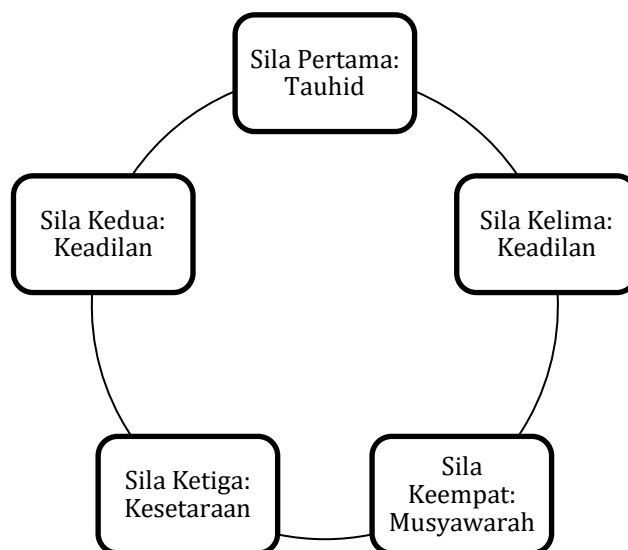 Sila Pertama:
Tauhid
Sila Kedua:
Keadilan
Sila Kelima:
Keadilan
Sila Ketiga:
Kesetaraan
Sila
Keempat:
Musyawarah